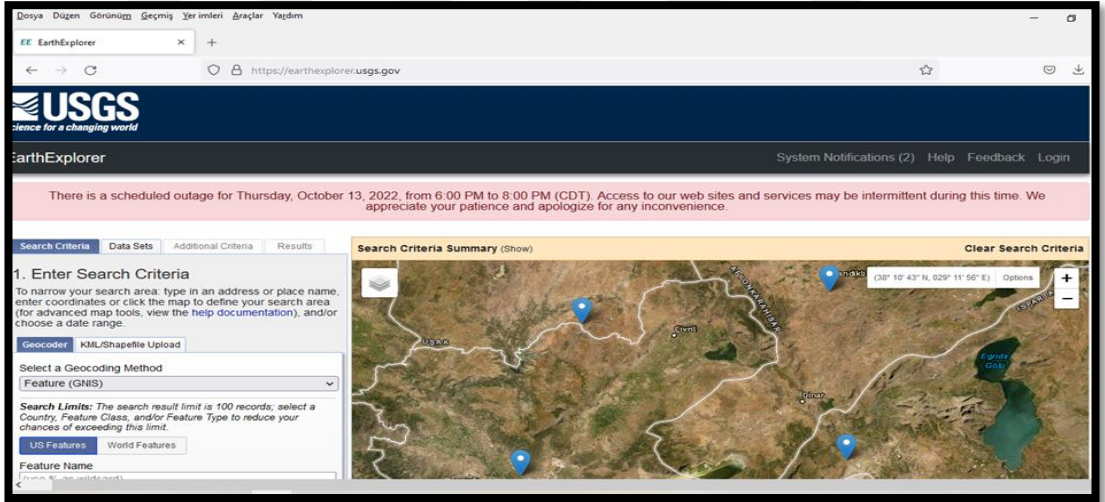 Dosya Düzen Görünüm Geçmiş Yer imleri Araçlar Yardım
EE EarthExplorer
https://earthexplorer.usgs.gov
USGS
science for a changing world
EarthExplorer
System Notifications (2) Help Feedback Login
There is a scheduled outage for Thursday, October 13, 2022, from 6:00 PM to 8:00 PM (CDT). Access to our web sites and services may be intermittent during this time. We
appreciate your patience and apologize for any inconvenience.
Search Criteria Data Sets Additional Criteria Results
Search Criteria Summary (Show)
Clear Search Criteria
1. Enter Search Criteria
To narrow your search area: type in an address or place name,
enter coordinates or click the map to define your search area
(for advanced map tools, view the help documentation), and/or
choose a date range.
Geocoder KML/Shapefile Upload
Select a Geocoding Method
Feature (GNIS)
Search Limits: The search result limit is 100 records; select a
Country, Feature Class, and/or Feature Type to reduce your
chances of exceeding this limit.
US Features World Features
Feature Name
(use % as wildcard)
(38° 10' 43" N, 029° 11' 56" E) Options
+
−
ndıklı
AFYONKARAHİSAR
ISPARTA
UŞAK
Çivril
Eğridir
Gölü
Dinar